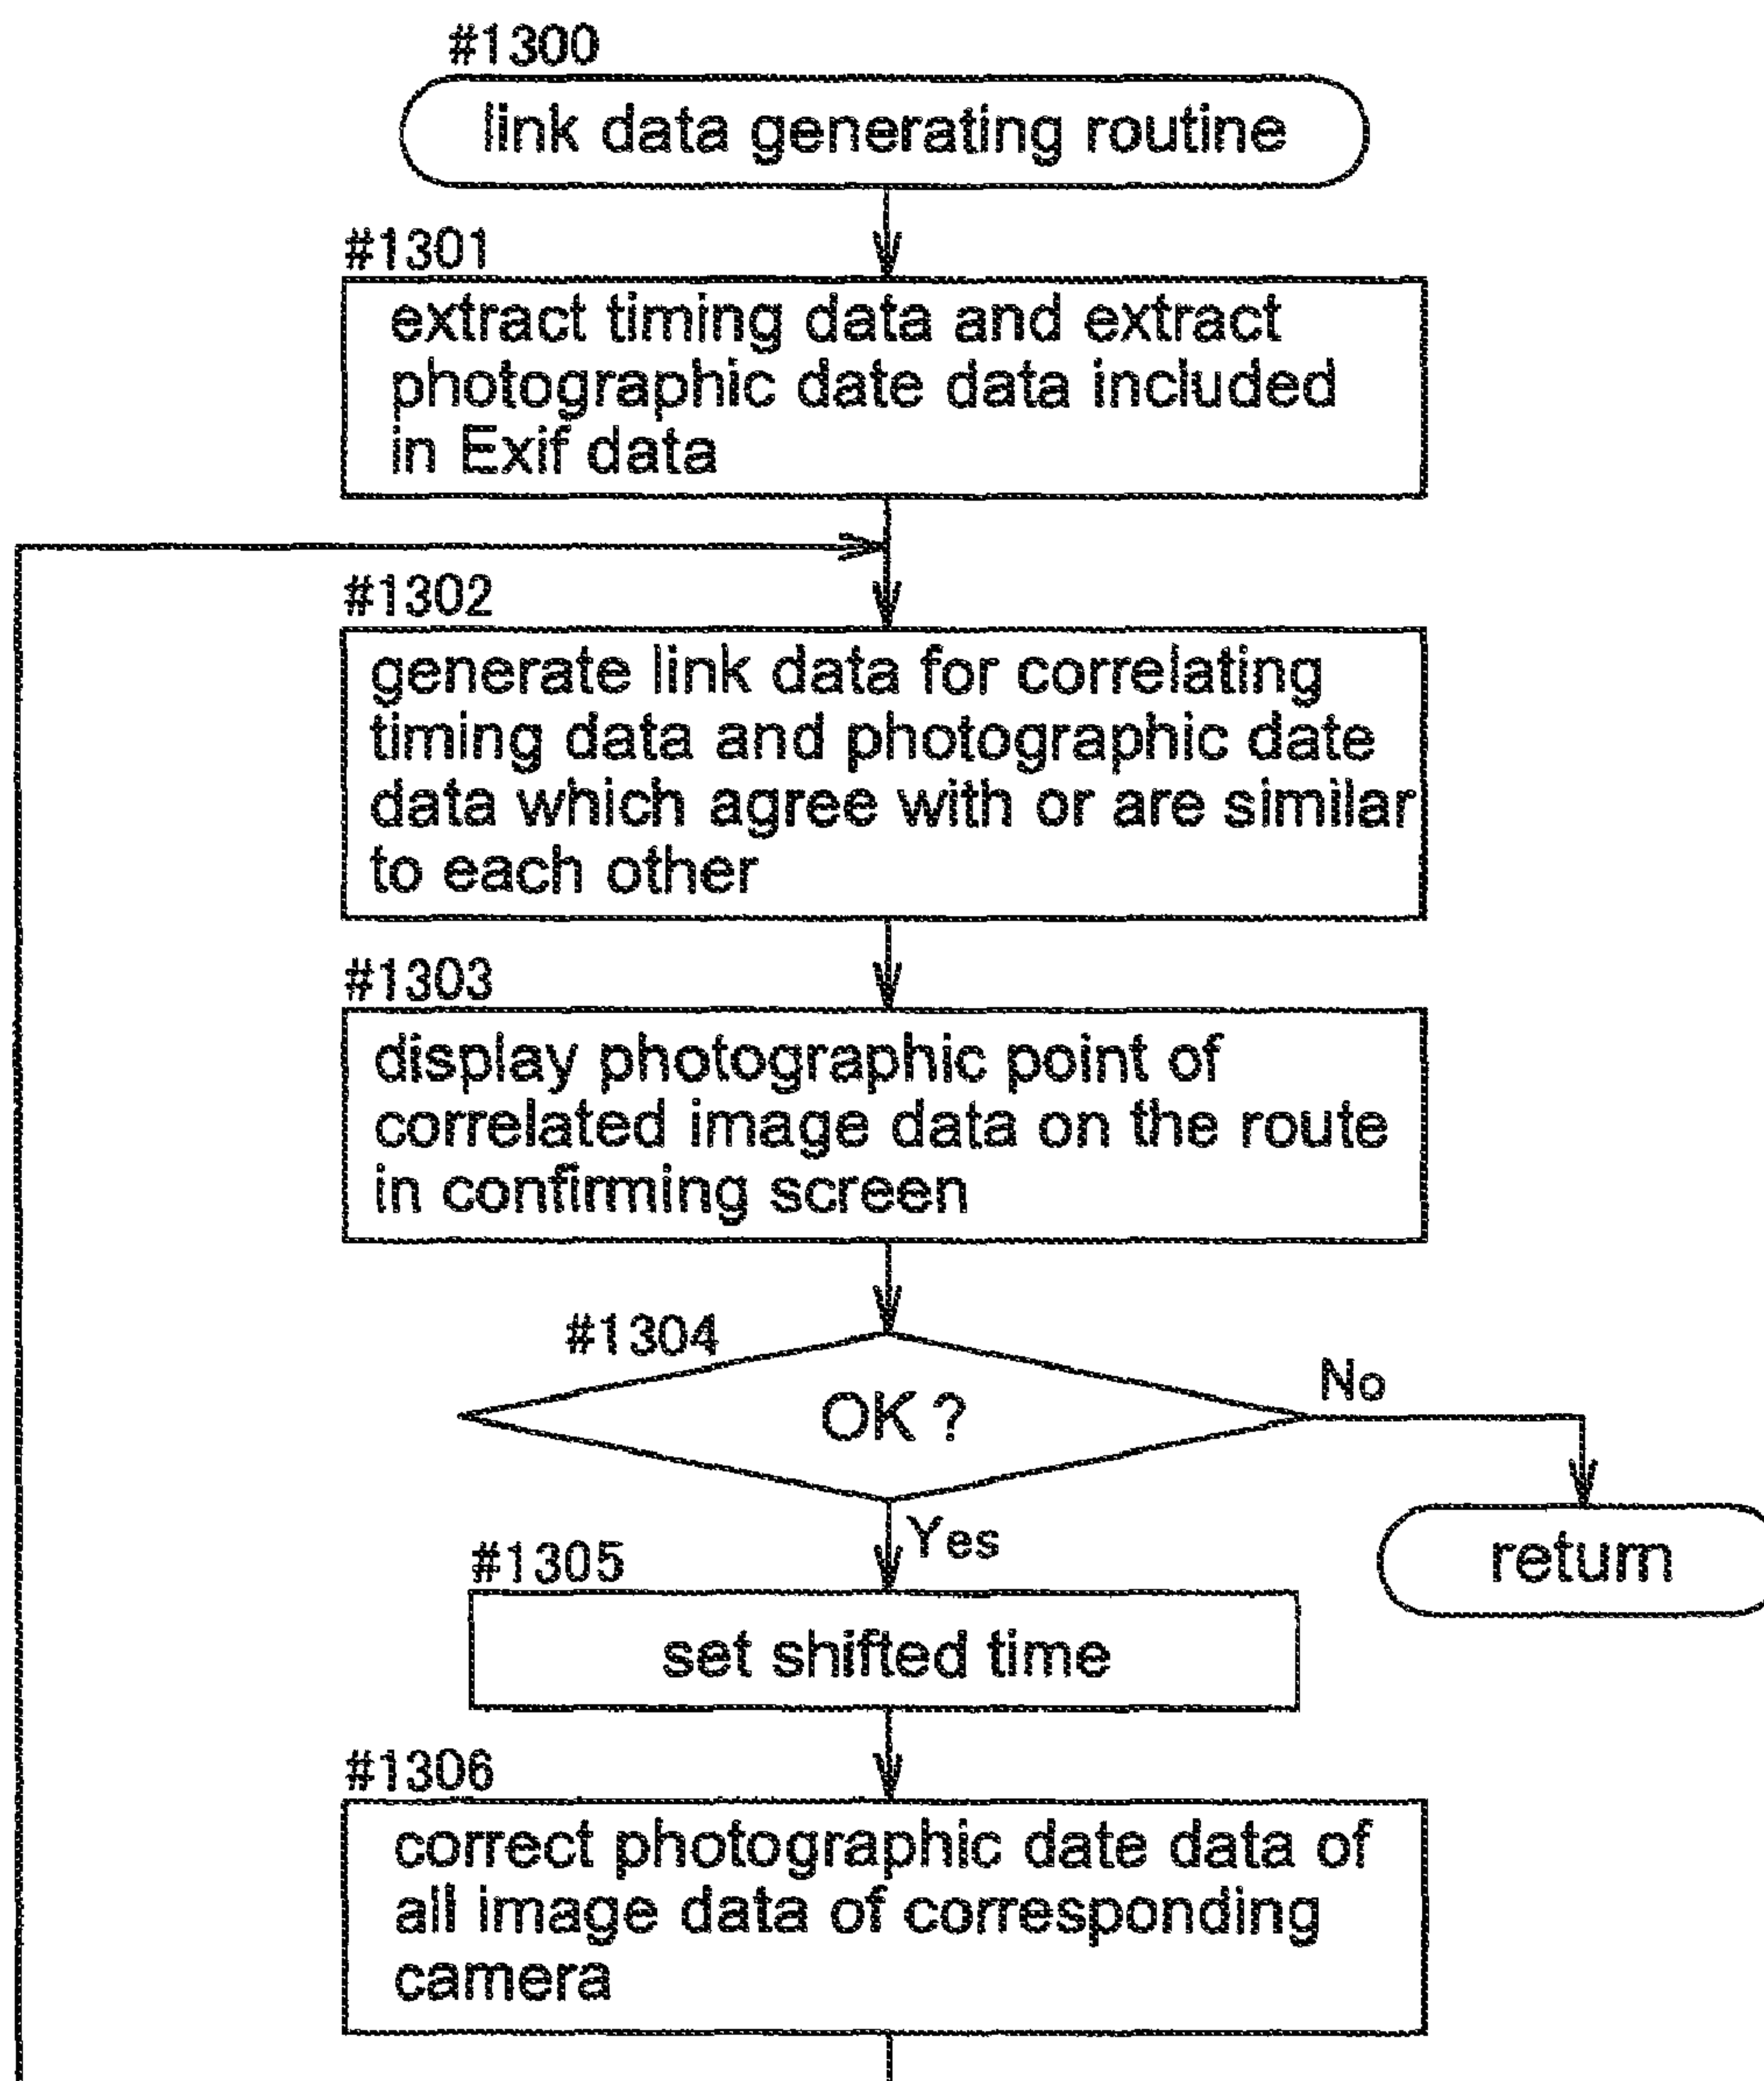 #1300
link data generating routine
#1301
extract timing data and extract
photographic date data included
in Exif data
#1302
generate link data for correlating
timing data and photographic date
data which agree with or are similar
to each other
#1303
display photographic point of
correlated image data on the route
in confirming screen
#1304
OK ?
No
Yes
return
#1305
set shifted time
#1306
correct photographic date data of
all image data of corresponding
camera